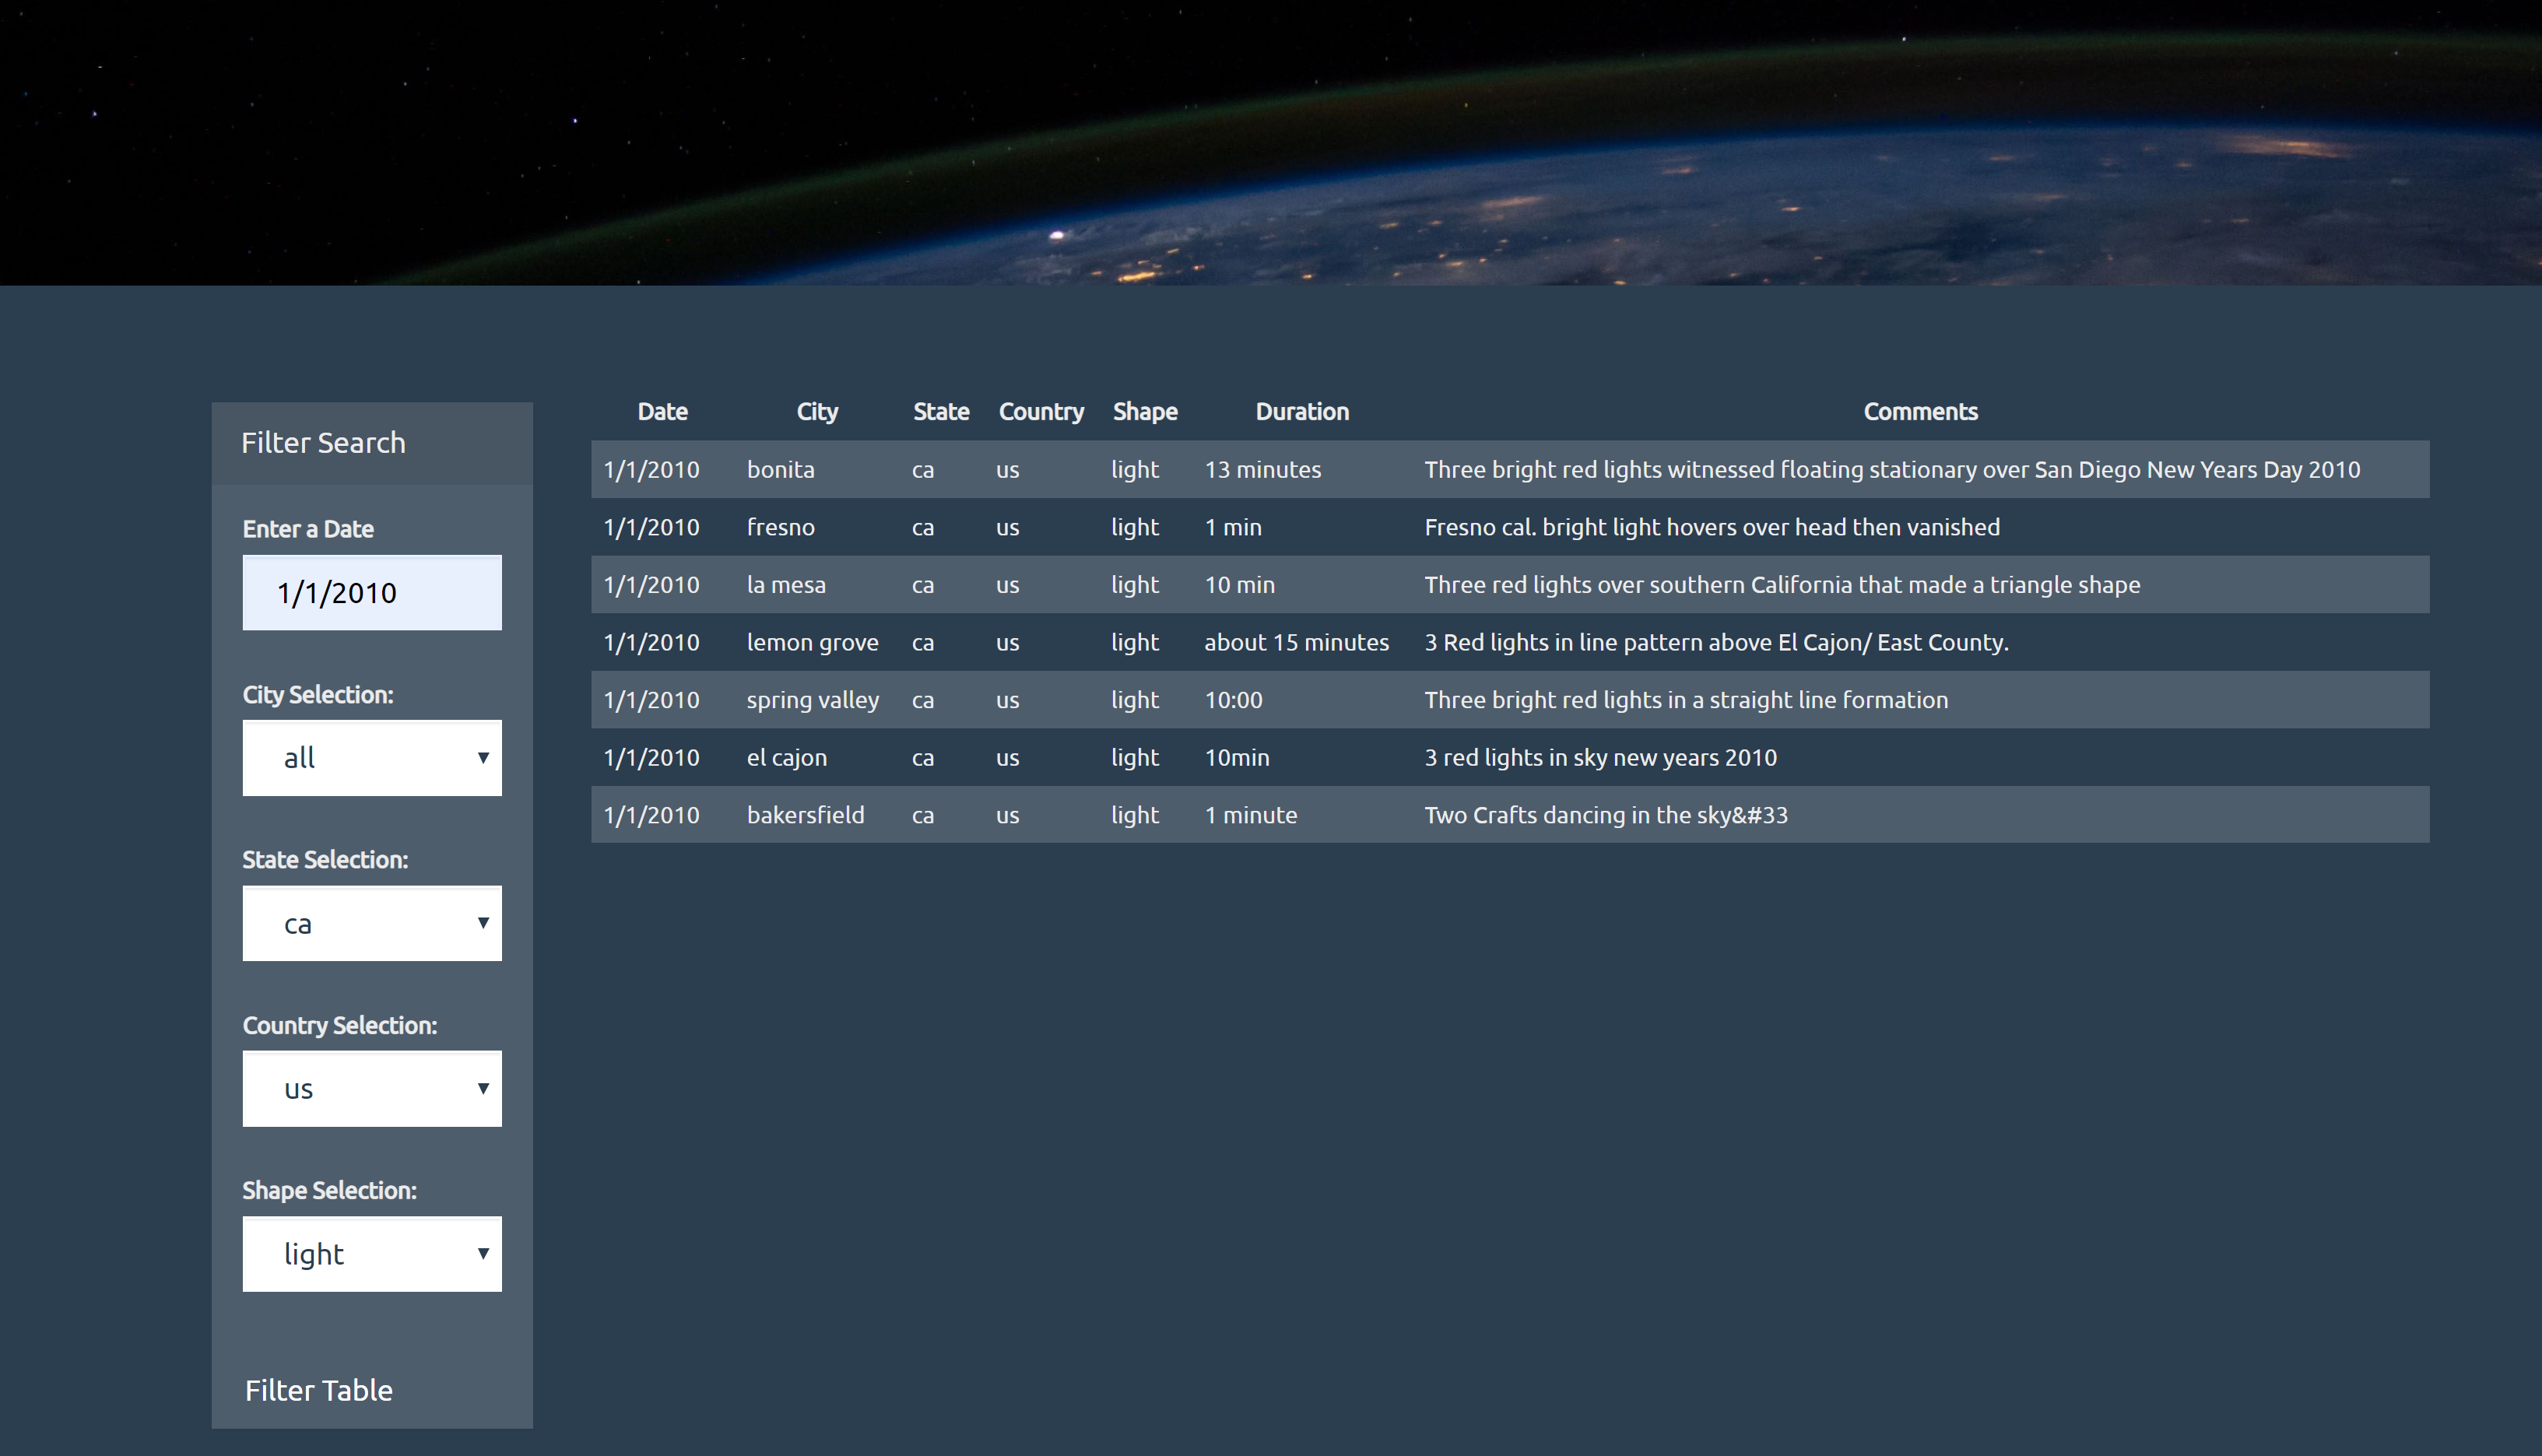 Filter Search
Enter a Date
1/1/2010
City Selection:
all
State Selection:
ca
Country Selection:
us
Shape Selection:
light
Filter Table
Date City State Country Shape Duration Comments
1/1/2010 bonita ca us light 13 minutes Three bright red lights witnessed floating stationary over San Diego New Years Day 2010
1/1/2010 fresno ca us light 1 min Fresno cal. bright light hovers over head then vanished
1/1/2010 la mesa ca us light 10 min Three red lights over southern California that made a triangle shape
1/1/2010 lemon grove ca us light about 15 minutes 3 Red lights in line pattern above El Cajon/ East County.
1/1/2010 spring valley ca us light 10:00 Three bright red lights in a straight line formation
1/1/2010 el cajon ca us light 10min 3 red lights in sky new years 2010
1/1/2010 bakersfield ca us light 1 minute Two Crafts dancing in the sky&#33